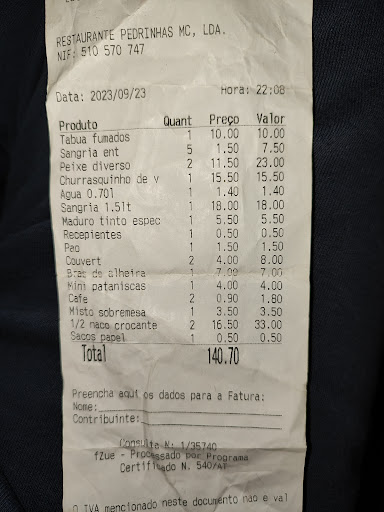 RESTAURANTE PEDRINHAS MC, LDA.
NIF: 510 570 747
Data: 2023/09/23 Hora: 22:08
Produto Quant Preço Valor
Tabua fumados 1 10.00 10.00
Sangria ent 5 1.50 7.50
Peixe diverso 2 11.50 23.00
Churrasquinho de v 1 15.50 15.50
Agua 0.70l 1 1.40 1.40
Sangria 1.5lt 1 18.00 18.00
Maduro tinto espec 1 5.50 5.50
Recepientes 1 0.50 0.50
Pao 1 1.50 1.50
Couvert 2 4.00 8.00
Bras de alheira 1 7.00 7.00
Mini pataniscas 1 4.00 4.00
Cafe 2 0.90 1.80
Misto sobremesa 1 3.50 3.50
1/2 naco crocante 2 16.50 33.00
Sacos papel 1 0.50 0.50
Total 140.70
Preencha aqui os dados para a Fatura:
Nome:
Contribuinte:
Consulta N: 1/35740
fZue - Processado por Programa
Certificado N. 540/AT
O IVA mencionado neste documento nao e val